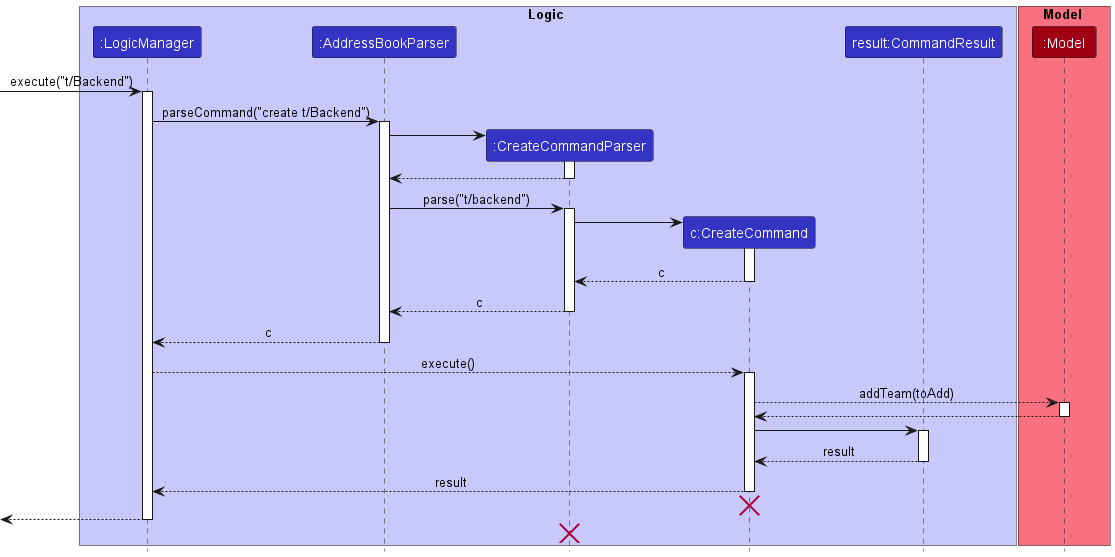 Logic
Model
:LogicManager
:AddressBookParser
result:CommandResult
:Model
execute("t/Backend")
parseCommand("create t/Backend")
:CreateCommandParser
parse("t/backend")
c:CreateCommand
c
c
c
execute()
addTeam(toAdd)
result
result